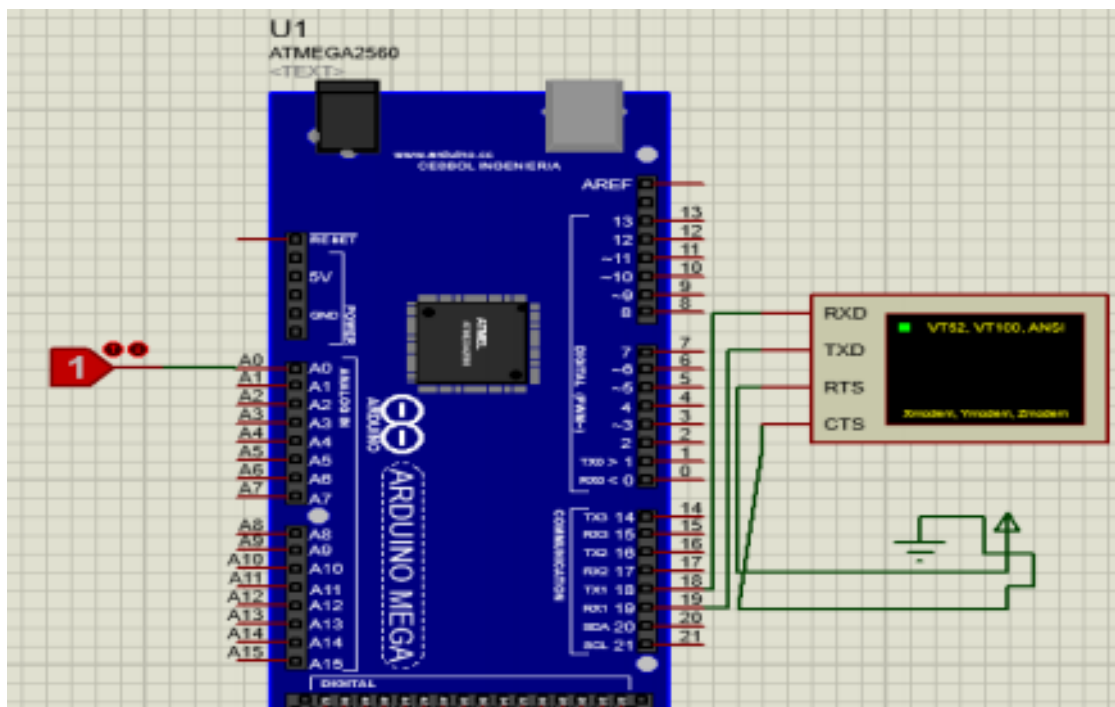 U1
ATMEGA2560
<TEXT>
www.arduino.cc
CEBBOL INGENIERIA
AREF
13 13
12 12
~11 11
~10 10
~9 9
8 8
RESET
5V
GND
POWER
ATMEL
DIGITAL (PWM~)
7 7
~6 6
~5 5
4 4
~3 3
2 2
TX0 > 1 1
RX0 < 0 0
1
A0 A0
A1 A1
A2 A2
A3 A3
A4 A4
A5 A5
A6 A6
A7 A7
ANALOG IN
ARDUINO
ARDUINO MEGA
A8 A8
A9 A9
A10 A10
A11 A11
A12 A12
A13 A13
A14 A14
A15 A15
COMMUNICATION
TX3 14 14
RX3 15 15
TX2 16 16
RX2 17 17
TX1 18 18
RX1 19 19
SDA 20 20
SCL 21 21
DIGITAL
RXD
TXD
RTS
CTS
VT52, VT100, ANSI
Xmodem, Ymodem, Zmodem